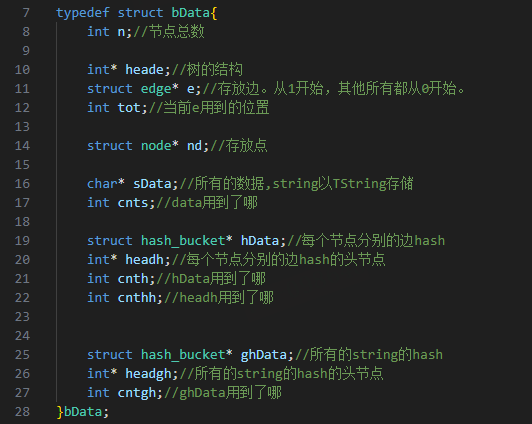 7 typedef struct bData{
8 int n;//节点总数
9
10 int* heade;//树的结构
11 struct edge* e;//存放边。从1开始，其他所有都从0开始。
12 int tot;//当前e用到的位置
13
14 struct node* nd;//存放点
15
16 char* sData;//所有的数据,string以TString存储
17 int cnts;//data用到了哪
18
19 struct hash_bucket* hData;//每个节点分别的边hash
20 int* headh;//每个节点分别的边hash的头节点
21 int cnth;//hData用到了哪
22 int cnthh;//headh用到了哪
23
24
25 struct hash_bucket* ghData;//所有的string的hash
26 int* headgh;//所有的string的hash的头节点
27 int cntgh;//ghData用到了哪
28 }bData;